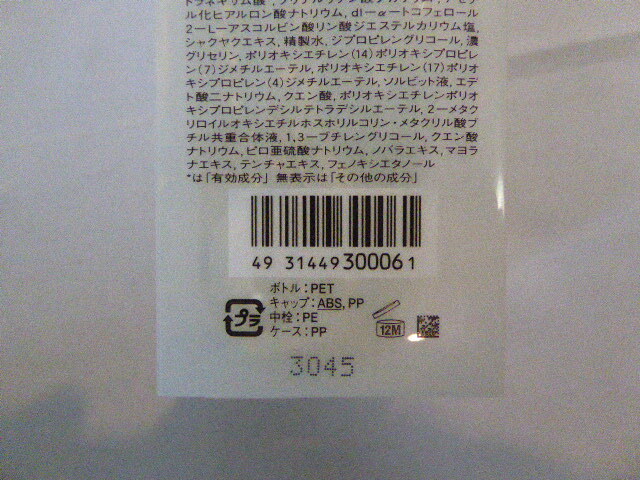 ル化ヒアルロン酸ナトリウム, dl-α-トコフェロール
2-L-アスコルビン酸リン酸ジエステルカリウム塩,
シャクヤクエキス, 精製水, ジプロピレングリコール, 濃
グリセリン, ポリオキシエチレン(14)ポリオキシプロピレ
ン(7)ジメチルエーテル, ポリオキシエチレン(17)ポリオ
キシプロピレン(4)ジメチルエーテル, ソルビット液, エデ
ト酸二ナトリウム, クエン酸, ポリオキシエチレンポリオ
キシプロピレンデシルテトラデシルエーテル, 2-メタク
リロイルオキシエチルホスホリルコリン・メタクリル酸ブ
チル共重合体液, 1,3-ブチレングリコール, クエン酸
ナトリウム, ピロ亜硫酸ナトリウム, ノバラエキス, マヨラ
ナエキス, テンチャエキス, フェノキシエタノール
*は「有効成分」 無表示は「その他の成分」
4931449300061
ボトル:PET
キャップ:ABS, PP
中栓:PE
ケース:PP
プラ
12M
3045